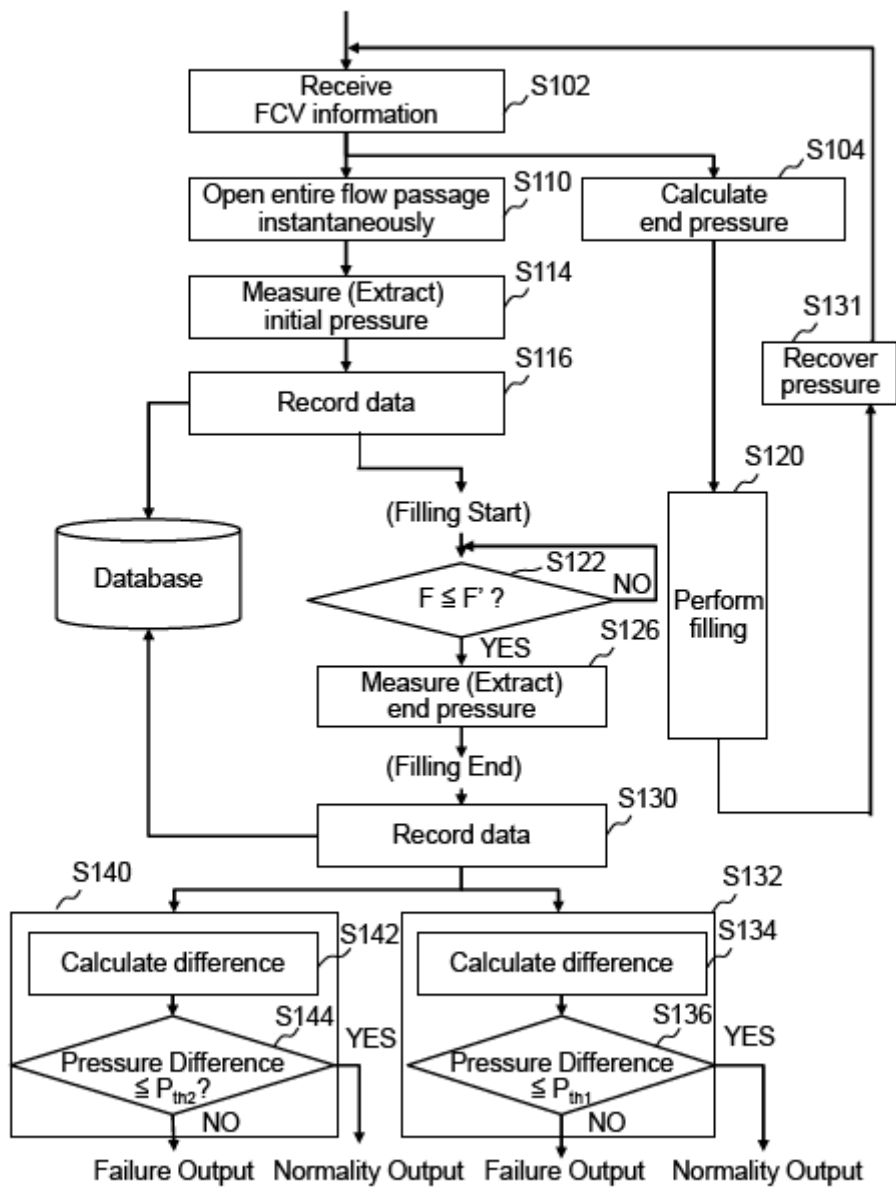 Receive
FCV information
S102
S104
S110
Open entire flow passage
instantaneously
Calculate
end pressure
S114
Measure (Extract)
initial pressure
S131
Recover
pressure
S116
Record data
S120
Perform
filling
(Filling Start)
Database
S122
F ≦ F' ?
NO
YES
S126
Measure (Extract)
end pressure
(Filling End)
S130
Record data
S140
S132
S142
Calculate difference
S134
Calculate difference
S144
YES
Pressure Difference
≦ Pth2?
NO
S136
YES
Pressure Difference
≦ Pth1
NO
Failure Output
Normality Output
Failure Output
Normality Output